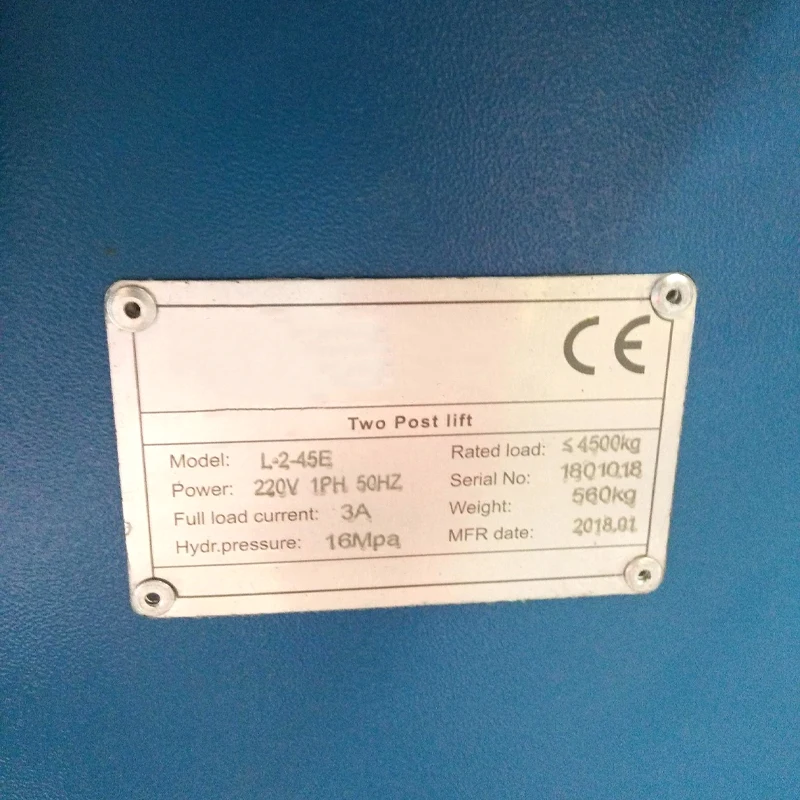 CE
Two Post lift
Model: L-2-45E
Rated load: ≤4500kg
Power: 220V 1PH 50HZ
Serial No: 1801018
Full load current: 3A
Weight: 560kg
Hydr.pressure: 16Mpa
MFR date: 2018.01